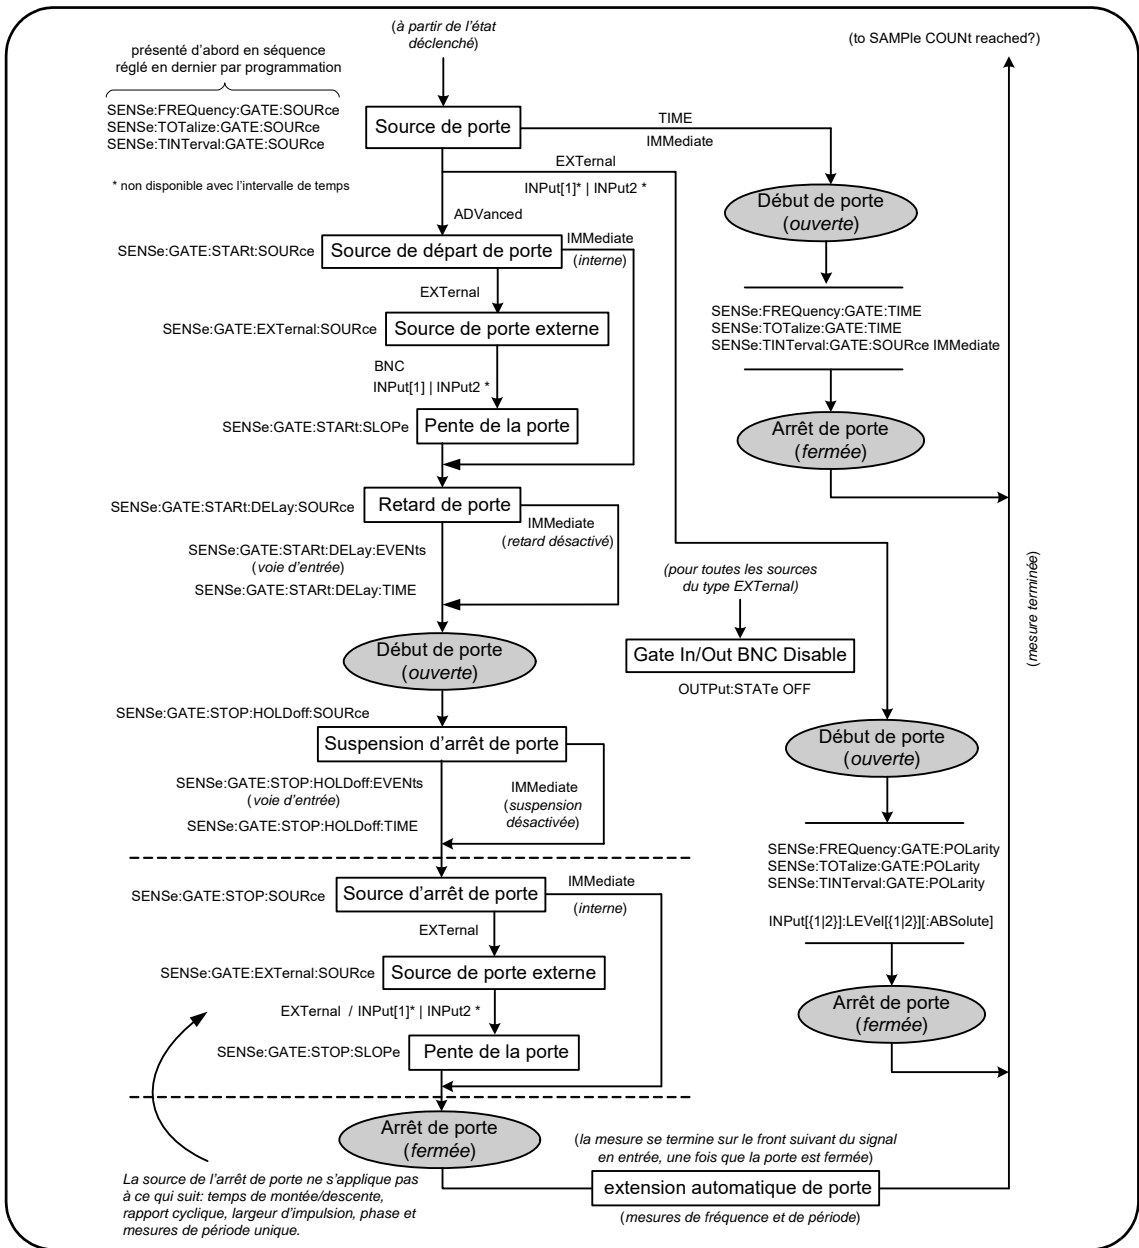 (à partir de l'état
déclenché)
(to SAMPle COUNt reached?)
présenté d'abord en séquence
réglé en dernier par programmation
SENSe:FREQuency:GATE:SOURce
SENSe:TOTalize:GATE:SOURce
SENSe:TINTerval:GATE:SOURce
* non disponible avec l'intervalle de temps
Source de porte
TIME
IMMediate
EXTernal
INPut[1]* | INPut2 *
ADVanced
Début de porte
(ouverte)
SENSe:GATE:STARt:SOURce
Source de départ de porte
IMMediate
(interne)
EXTernal
SENSe:FREQuency:GATE:TIME
SENSe:TOTalize:GATE:TIME
SENSe:TINTerval:GATE:SOURce IMMediate
SENSe:GATE:EXTernal:SOURce
Source de porte externe
BNC
INPut[1] | INPut2 *
SENSe:GATE:STARt:SLOPe
Pente de la porte
Arrêt de porte
(fermée)
SENSe:GATE:STARt:DELay:SOURce
Retard de porte
IMMediate
(retard désactivé)
SENSe:GATE:STARt:DELay:EVENts
(voie d'entrée)
SENSe:GATE:STARt:DELay:TIME
(pour toutes les sources
du type EXTernal)
(mesure terminée)
Gate In/Out BNC Disable
OUTPut:STATe OFF
Début de porte
(ouverte)
SENSe:GATE:STOP:HOLDoff:SOURce
Suspension d'arrêt de porte
SENSe:GATE:STOP:HOLDoff:EVENts
(voie d'entrée)
SENSe:GATE:STOP:HOLDoff:TIME
IMMediate
(suspension
désactivée)
Début de porte
(ouverte)
SENSe:FREQuency:GATE:POLarity
SENSe:TOTalize:GATE:POLarity
SENSe:TINTerval:GATE:POLarity
INPut[{1|2}]:LEVel[{1|2}][:ABSolute]
SENSe:GATE:STOP:SOURce
Source d'arrêt de porte
IMMediate
(interne)
EXTernal
SENSe:GATE:EXTernal:SOURce
Source de porte externe
EXTernal / INPut[1]* | INPut2 *
SENSe:GATE:STOP:SLOPe
Pente de la porte
Arrêt de porte
(fermée)
Arrêt de porte
(fermée)
(la mesure se termine sur le front suivant du signal
en entrée, une fois que la porte est fermée)
extension automatique de porte
(mesures de fréquence et de période)
La source de l'arrêt de porte ne s'applique pas
à ce qui suit: temps de montée/descente,
rapport cyclique, largeur d'impulsion, phase et
mesures de période unique.